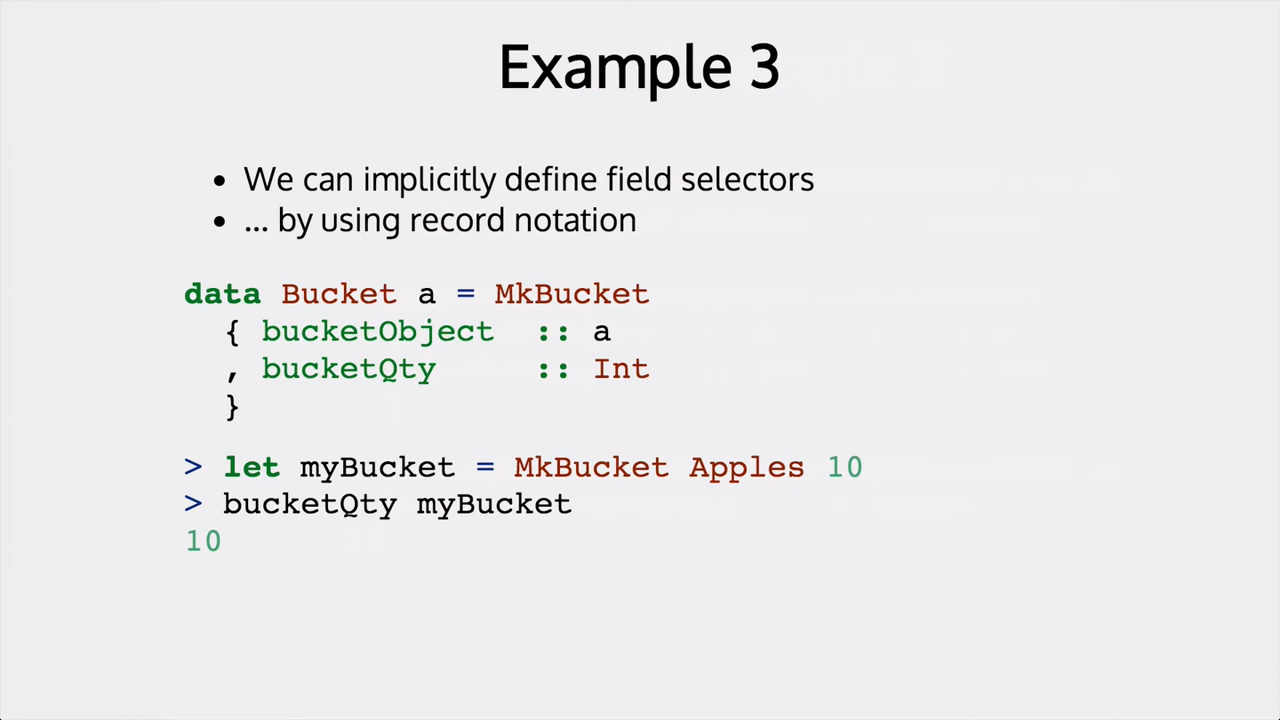 Example 3
• We can implicitly define field selectors
• ... by using record notation
data Bucket a = MkBucket
  { bucketObject  :: a
  , bucketQty     :: Int
  }
> let myBucket = MkBucket Apples 10
> bucketQty myBucket
10